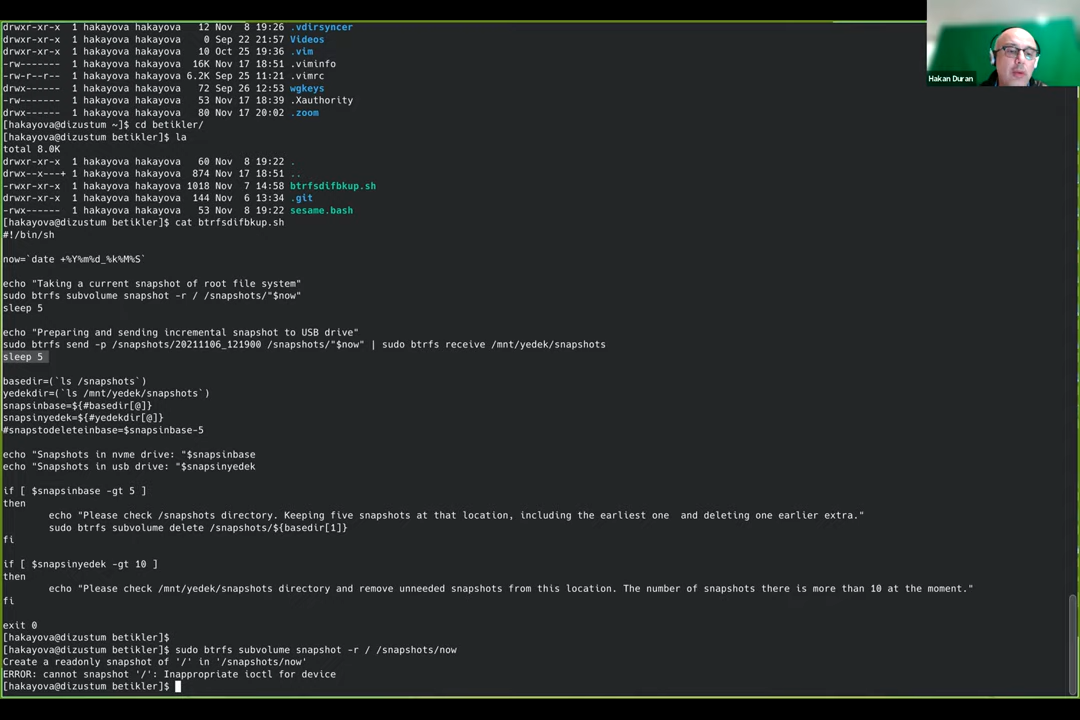 drwxr-xr-x  1 hakayova hakayova   12 Nov  8 19:26 .vdirsyncer
drwxr-xr-x  1 hakayova hakayova    0 Sep 22 21:57 Videos
drwxr-xr-x  1 hakayova hakayova   10 Oct 25 19:36 .vim
-rw-------  1 hakayova hakayova  16K Nov 17 18:51 .viminfo
-rw-r--r--  1 hakayova hakayova 6.2K Sep 25 11:21 .vimrc
drwx------  1 hakayova hakayova   72 Sep 26 12:53 wgkeys
-rw-------  1 hakayova hakayova   53 Nov 17 18:39 .Xauthority
drwx------  1 hakayova hakayova   80 Nov 17 20:02 .zoom
[hakayova@dizustum ~]$ cd betikler/
[hakayova@dizustum betikler]$ la
total 8.0K
drwxr-xr-x  1 hakayova hakayova   60 Nov  8 19:22 .
drwx--x---+ 1 hakayova hakayova  874 Nov 17 18:51 ..
-rwxr-xr-x  1 hakayova hakayova 1018 Nov  7 14:58 btrfsdifbkup.sh
drwxr-xr-x  1 hakayova hakayova  144 Nov  6 13:34 .git
-rwx------  1 hakayova hakayova   53 Nov  8 19:22 sesame.bash
[hakayova@dizustum betikler]$ cat btrfsdifbkup.sh
#!/bin/sh
now=`date +%Y%m%d_%k%M%S`
echo "Taking a current snapshot of root file system"
sudo btrfs subvolume snapshot -r / /snapshots/"$now"
sleep 5
echo "Preparing and sending incremental snapshot to USB drive"
sudo btrfs send -p /snapshots/20211106_121900 /snapshots/"$now" | sudo btrfs receive /mnt/yedek/snapshots
sleep 5
basedir=(`ls /snapshots`)
yedekdir=(`ls /mnt/yedek/snapshots`)
snapsinbase=${#basedir[@]}
snapsinyedek=${#yedekdir[@]}
#snapstodeleteinbase=$snapsinbase-5
echo "Snapshots in nvme drive: "$snapsinbase
echo "Snapshots in usb drive: "$snapsinyedek
if [ $snapsinbase -gt 5 ]
then
        echo "Please check /snapshots directory. Keeping five snapshots at that location, including the earliest one  and deleting one earlier extra."
        sudo btrfs subvolume delete /snapshots/${basedir[1]}
fi
if [ $snapsinyedek -gt 10 ]
then
        echo "Please check /mnt/yedek/snapshots directory and remove unneeded snapshots from this location. The number of snapshots there is more than 10 at the moment."
fi
exit 0
[hakayova@dizustum betikler]$
[hakayova@dizustum betikler]$ sudo btrfs subvolume snapshot -r / /snapshots/now
Create a readonly snapshot of '/' in '/snapshots/now'
ERROR: cannot snapshot '/': Inappropriate ioctl for device
[hakayova@dizustum betikler]$
Hakan Duran